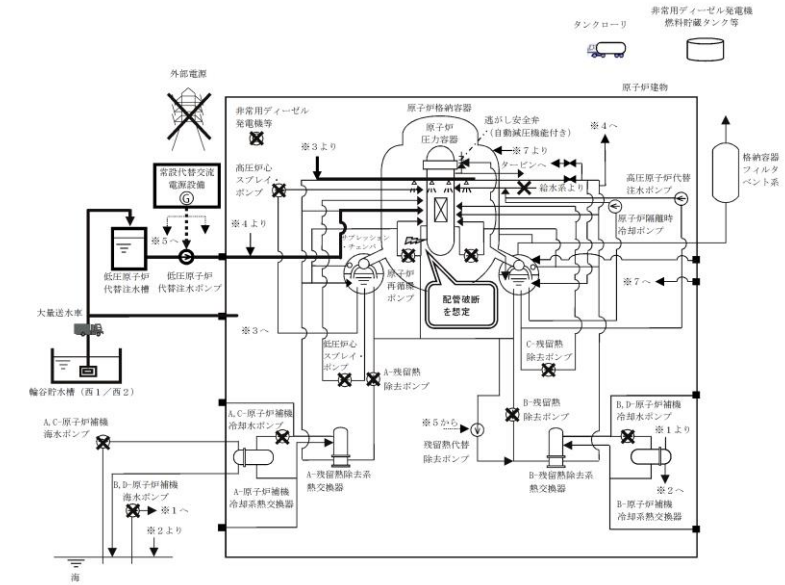 非常用ディーゼル発電機
燃料貯蔵タンク等
タンクローリ
外部電源
原子炉建物
非常用ディーゼル
発電機等
原子炉格納容器
逃がし安全弁
(自動減圧機能付き)
原子炉
圧力容器
※3より
※7より
※4へ
タービンへ
高圧炉心
スプレイ・
ポンプ
給水系より
高圧原子炉代替
注水ポンプ
格納容器
フィルタ
ベント系
常設代替交流
電源設備
G
※4より
※5へ
原子炉隔離時
冷却ポンプ
サプレッション
・チェンバ
低圧原子炉
代替注水槽
低圧原子炉
代替注水ポンプ
原子炉
再循環
ポンプ
配管破断
を想定
※7へ
大量送水車
※3へ
低圧炉心
スプレイ・
ポンプ
A-残留熱
除去ポンプ
C-残留熱
除去ポンプ
輪谷貯水槽(西1/西2)
A,C-原子炉補機
海水ポンプ
A,C-原子炉補機
冷却水ポンプ
B-残留熱
除去ポンプ
B,D-原子炉補機
冷却水ポンプ
※5から
残留熱代替
除去ポンプ
※1より
B,D-原子炉補機
海水ポンプ
A-原子炉補機
冷却系熱交換器
A-残留熱除去系
熱交換器
B-残留熱除去系
熱交換器
※2へ
B-原子炉補機
冷却系熱交換器
※1へ
※2より
海